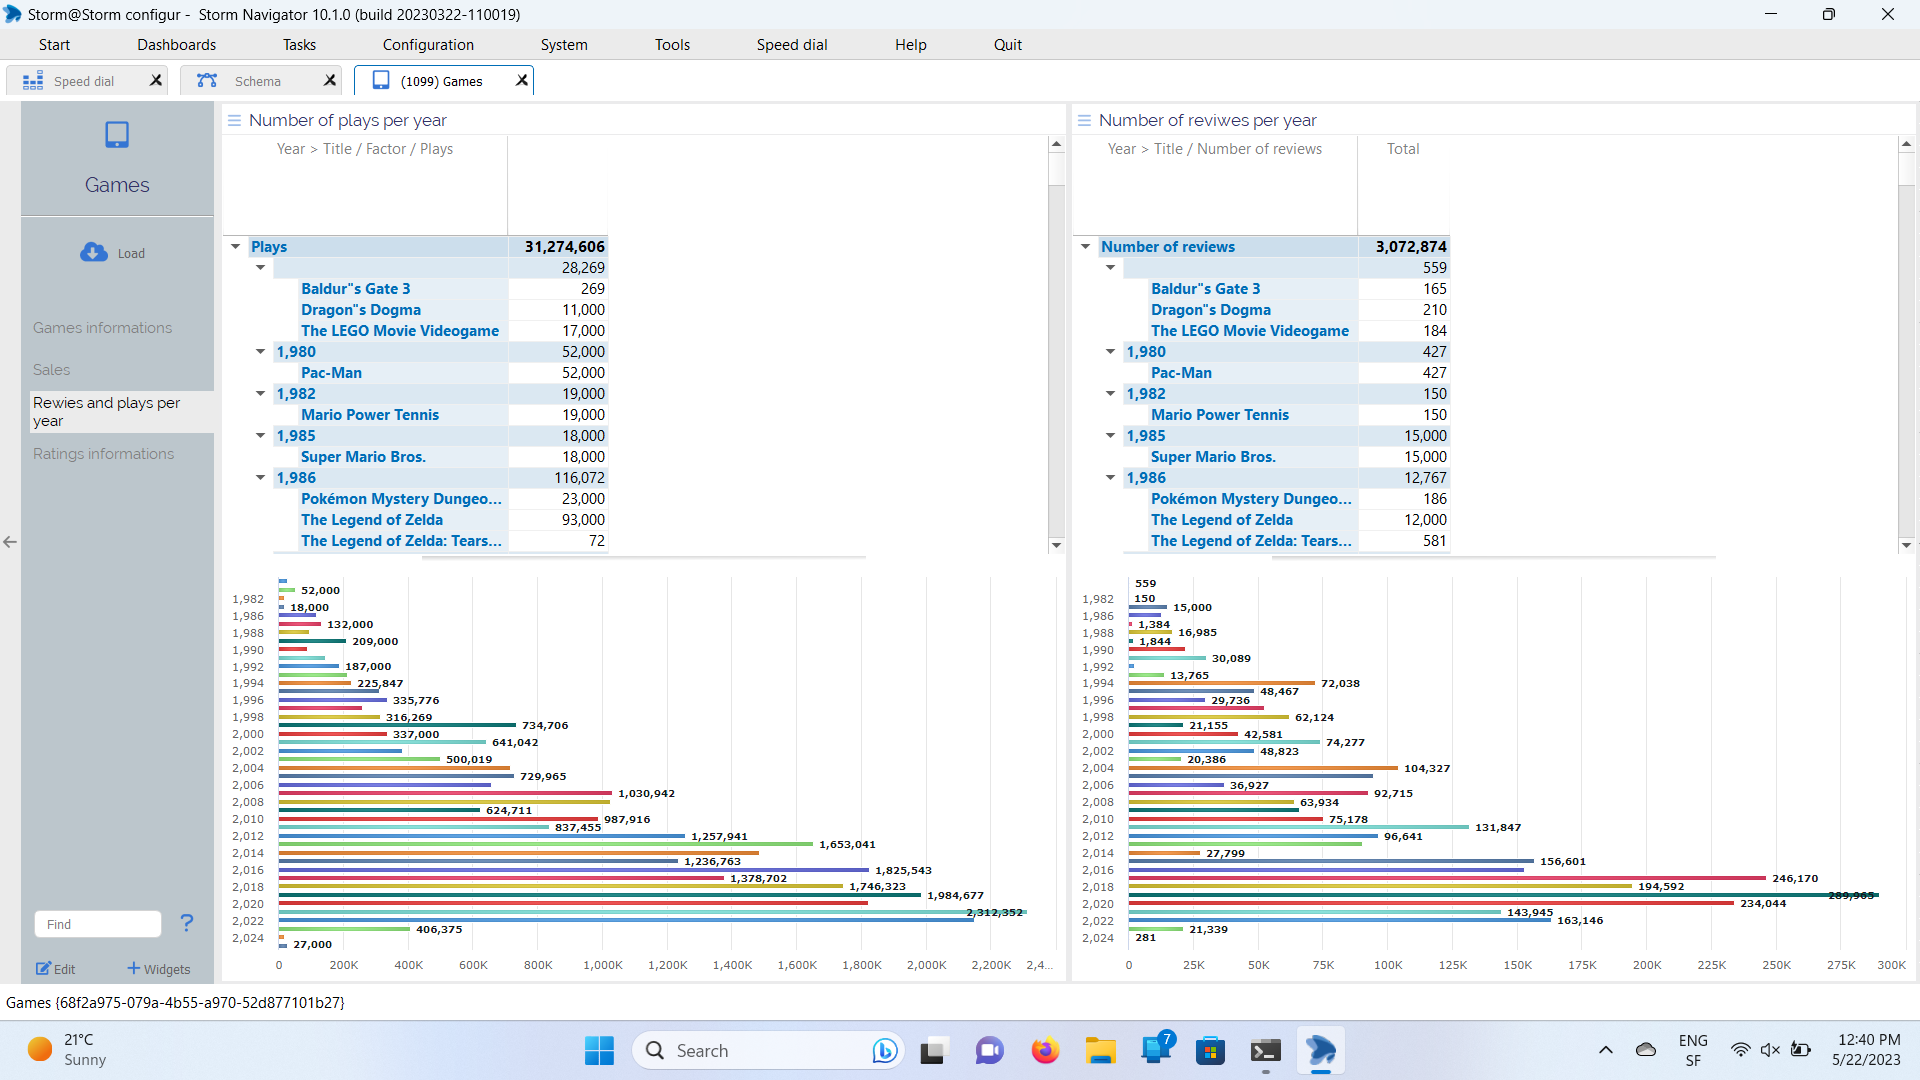 Storm@Storm configur - Storm Navigator 10.1.0 (build 20230322-110019)
Start Dashboards Tasks Configuration System Tools Speed dial Help Quit
Speed dial Schema (1099) Games
Games
Load
Games informations
Sales
Rewies and plays per
year
Ratings informations
Find ?
Edit Widgets
Number of plays per year
Year > Title / Factor / Plays
Plays 31,274,606
28,269
Baldur"s Gate 3 269
Dragon"s Dogma 11,000
The LEGO Movie Videogame 17,000
1,980 52,000
Pac-Man 52,000
1,982 19,000
Mario Power Tennis 19,000
1,985 18,000
Super Mario Bros. 18,000
1,986 116,072
Pokémon Mystery Dungeo... 23,000
The Legend of Zelda 93,000
The Legend of Zelda: Tears... 72
52,000
1,982
18,000
1,986
132,000
1,988
209,000
1,990
1,992 187,000
1,994 225,847
1,996 335,776
1,998 316,269
734,706
2,000 337,000
641,042
2,002
500,019
2,004
729,965
2,006
1,030,942
2,008
624,711
2,010 987,916
837,455
2,012 1,257,941
1,653,041
2,014
1,236,763
2,016 1,825,543
1,378,702
2,018 1,746,323
1,984,677
2,020
2,312,352
2,022
406,375
2,024
27,000
0 200K 400K 600K 800K 1,000K 1,200K 1,400K 1,600K 1,800K 2,000K 2,200K 2,4...
Number of reviwes per year
Year > Title / Number of reviews Total
Number of reviews 3,072,874
559
Baldur"s Gate 3 165
Dragon"s Dogma 210
The LEGO Movie Videogame 184
1,980 427
Pac-Man 427
1,982 150
Mario Power Tennis 150
1,985 15,000
Super Mario Bros. 15,000
1,986 12,767
Pokémon Mystery Dungeo... 186
The Legend of Zelda 12,000
The Legend of Zelda: Tears... 581
559
1,982 150
15,000
1,986
1,384
1,988 16,985
1,844
1,990
30,089
1,992
13,765
1,994 72,038
48,467
1,996 29,736
1,998 62,124
21,155
2,000 42,581
74,277
2,002 48,823
20,386
2,004 104,327
2,006 36,927
92,715
2,008 63,934
2,010 75,178
131,847
2,012 96,641
2,014 27,799
156,601
2,016
246,170
2,018 194,592
289,965
2,020 234,044
143,945
2,022 163,146
21,339
2,024 281
0 25K 50K 75K 100K 125K 150K 175K 200K 225K 250K 275K 300K
Games {68f2a975-079a-4b55-a970-52d877101b27}
21°C
Sunny
Search
7
ENG
SF
12:40 PM
5/22/2023